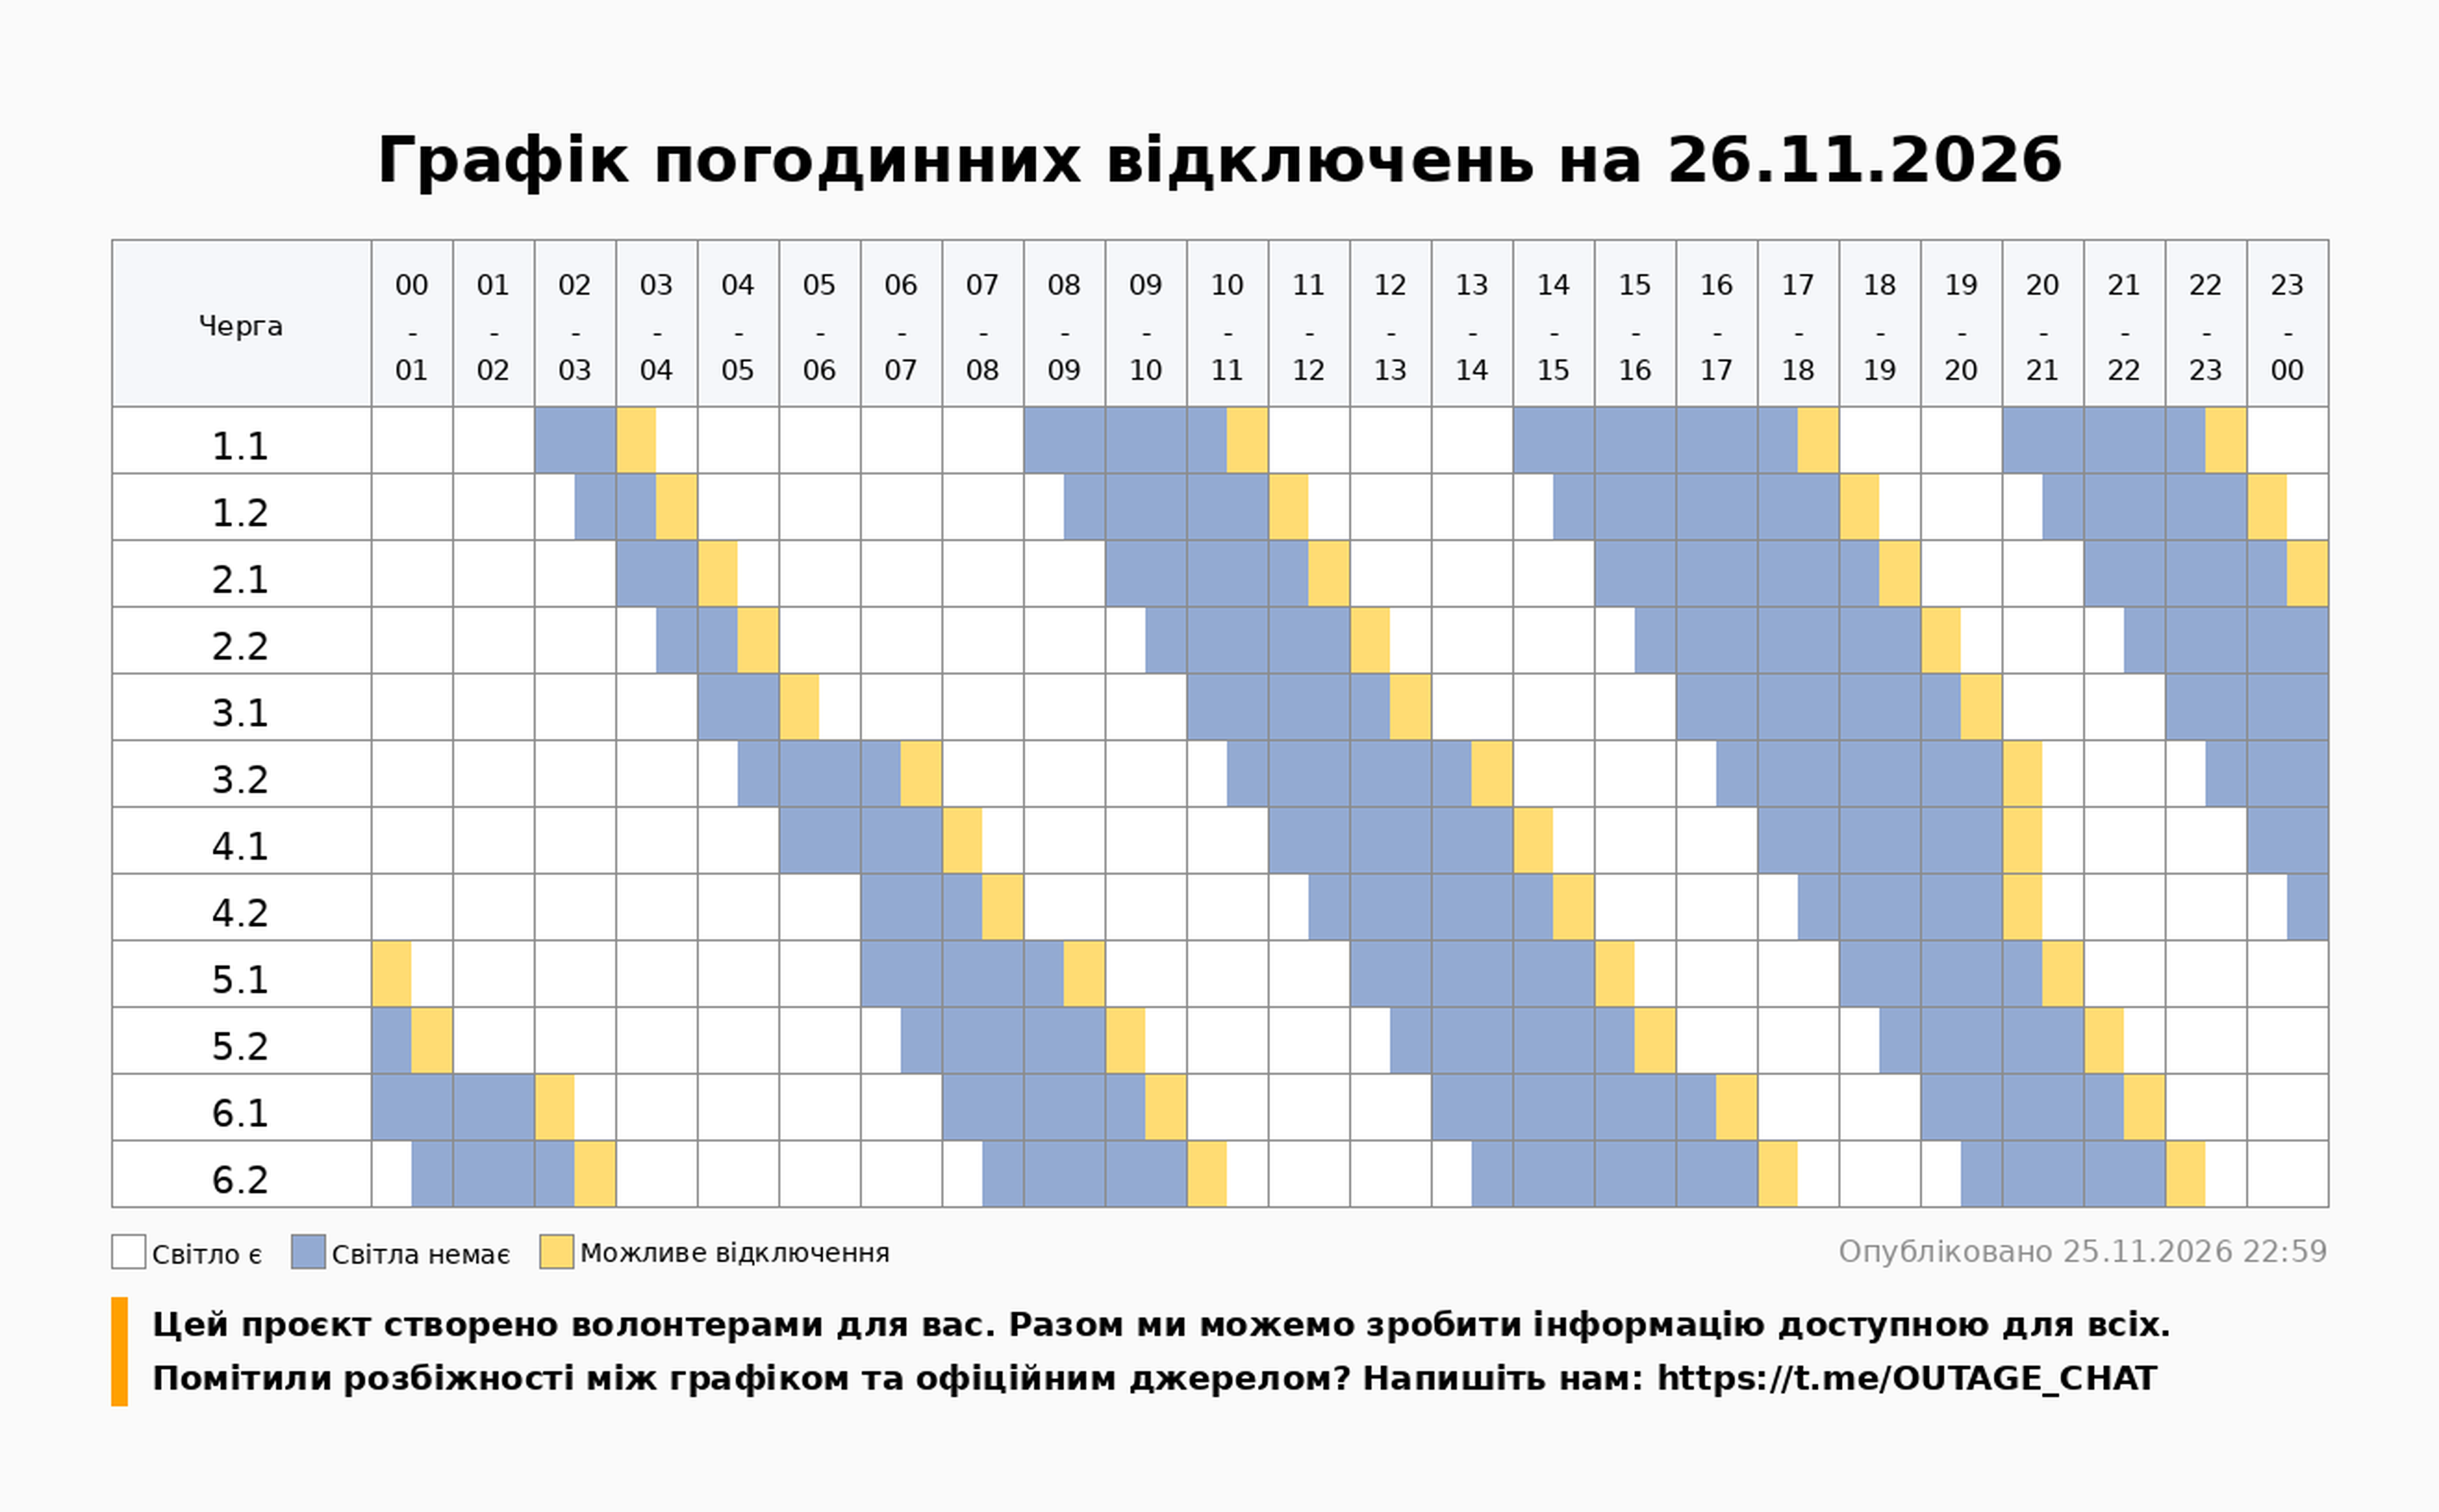 Графік погодинних відключень на 26.11.2026
Черга 00 - 01 01 - 02 02 - 03 03 - 04 04 - 05 05 - 06 06 - 07 07 - 08 08 - 09 09 - 10 10 - 11 11 - 12 12 - 13 13 - 14 14 - 15 15 - 16 16 - 17 17 - 18 18 - 19 19 - 20 20 - 21 21 - 22 22 - 23 23 - 00
1.1
1.2
2.1
2.2
3.1
3.2
4.1
4.2
5.1
5.2
6.1
6.2
Світло є Світла немає Можливе відключення Опубліковано 25.11.2026 22:59
Цей проєкт створено волонтерами для вас. Разом ми можемо зробити інформацію доступною для всіх.
Помітили розбіжності між графіком та офіційним джерелом? Напишіть нам: https://t.me/OUTAGE_CHAT